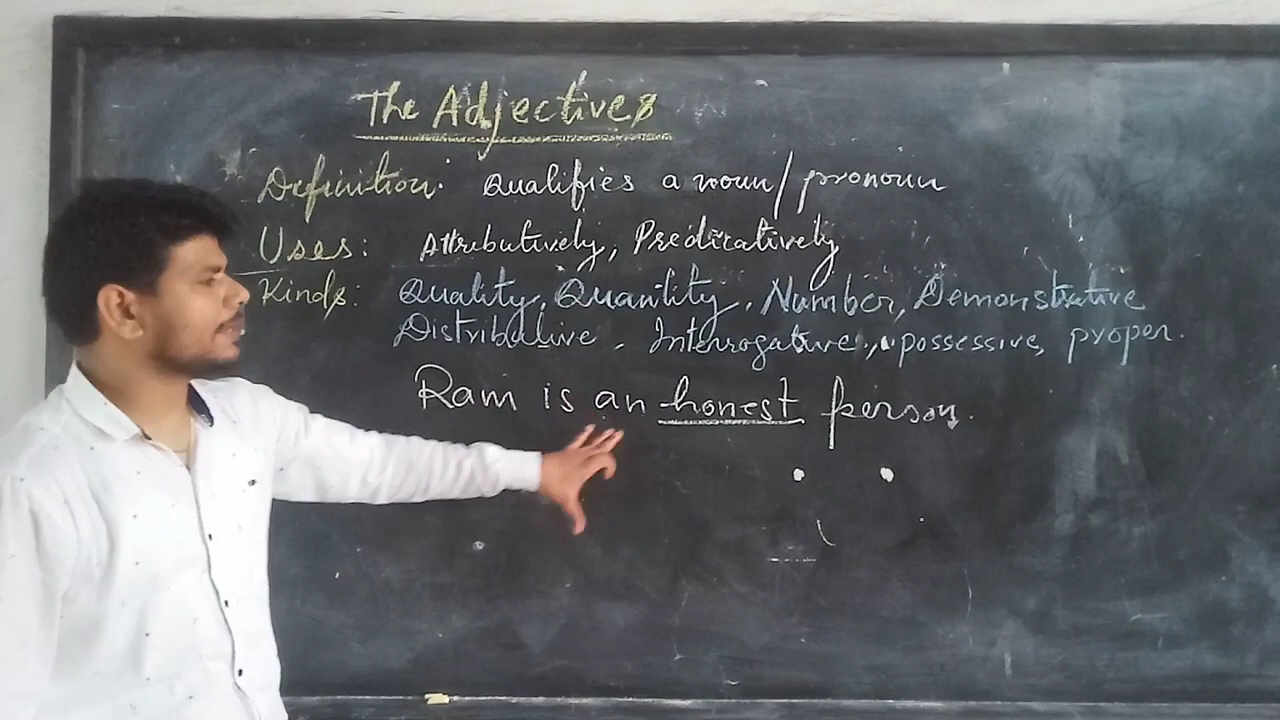 The Adjectives
Definition: Qualifies a noun/pronoun
Uses: Attributively, Predicatively
Kinds: Quality, Quantity, Number, Demonstrative
Distributive, Interrogative, possessive, proper.
Ram is an honest person.